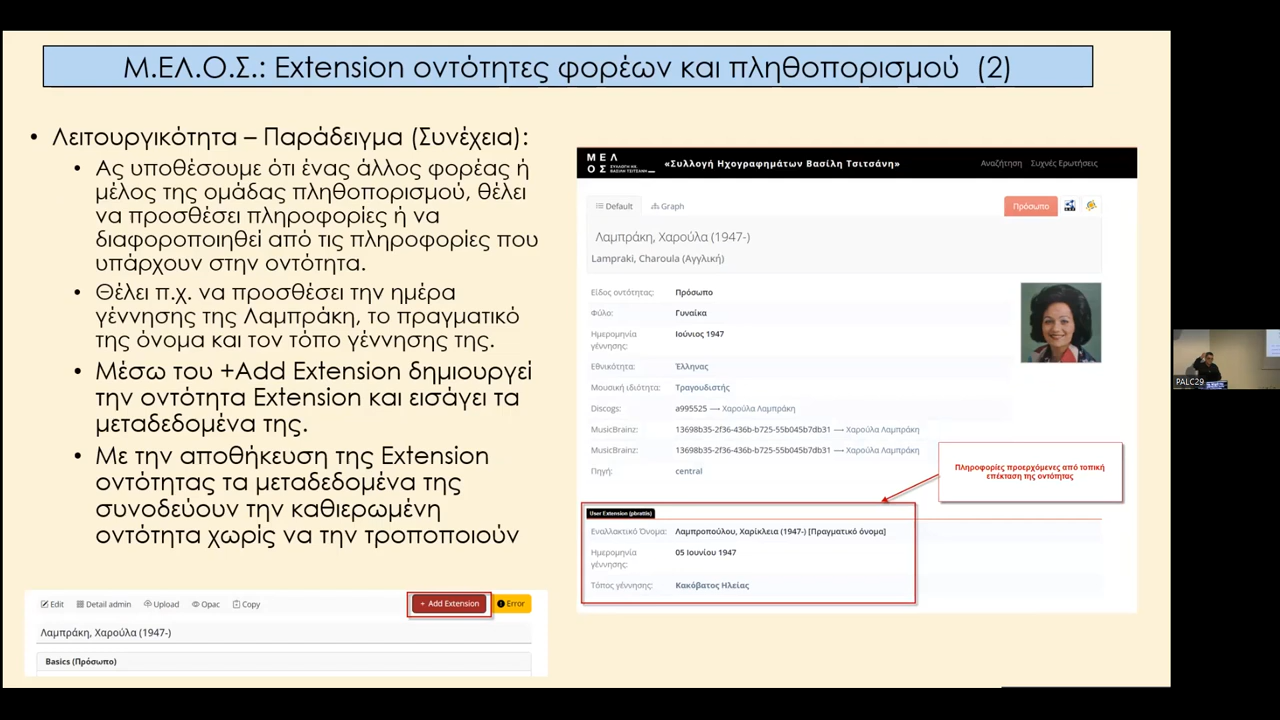 Μ.ΕΛ.Ο.Σ.: Extension οντότητες φορέων και πληθοπορισμού (2)
• Λειτουργικότητα – Παράδειγμα (Συνέχεια):
• Ας υποθέσουμε ότι ένας άλλος φορέας ή
μέλος της ομάδας πληθοπορισμού, θέλει
να προσθέσει πληροφορίες ή να
διαφοροποιηθεί από τις πληροφορίες που
υπάρχουν στην οντότητα.
• Θέλει π.χ. να προσθέσει την ημέρα
γέννησης της Λαμπράκη, το πραγματικό
της όνομα και τον τόπο γέννησης της.
• Μέσω του +Add Extension δημιουργεί
την οντότητα Extension και εισάγει τα
μεταδεδομένα της.
• Με την αποθήκευση της Extension
οντότητας τα μεταδεδομένα της
συνοδεύουν την καθιερωμένη
οντότητα χωρίς να την τροποποιούν
Edit Detail admin Upload Opac Copy + Add Extension Error
Λαμπράκη, Χαρούλα (1947-)
Basics (Πρόσωπο)
ΜΕΛ
ΟΣ
«Συλλογή Ηχογραφημάτων Βασίλη Τσιτσάνη» Αναζήτηση Συχνές Ερωτήσεις
Default Graph Πρόσωπο
Λαμπράκη, Χαρούλα (1947-)
Lampraki, Charoula (Αγγλική)
Είδος οντότητας: Πρόσωπο
Φύλο: Γυναίκα
Ημερομηνία γέννησης: Ιούνιος 1947
Εθνικότητα: Έλληνας
Μουσική ιδιότητα: Τραγουδιστής
Discogs: a995525 → Χαρούλα Λαμπράκη
MusicBrainz: 13698b35-2f36-436b-b725-55b045b7db31 → Χαρούλα Λαμπράκη
MusicBrainz: 13698b35-2f36-436b-b725-55b045b7db31 → Χαρούλα Λαμπράκη
Πηγή: central
Πληροφορίες προερχόμενες από τοπική
επέκταση της οντότητας
User Extension (pbrattis)
Εναλλακτικό Όνομα: Λαμπροπούλου, Χαρίκλεια (1947-) [Πραγματικό όνομα]
Ημερομηνία γέννησης: 05 Ιουνίου 1947
Τόπος γέννησης: Κακόβατος Ηλείας
PALC29